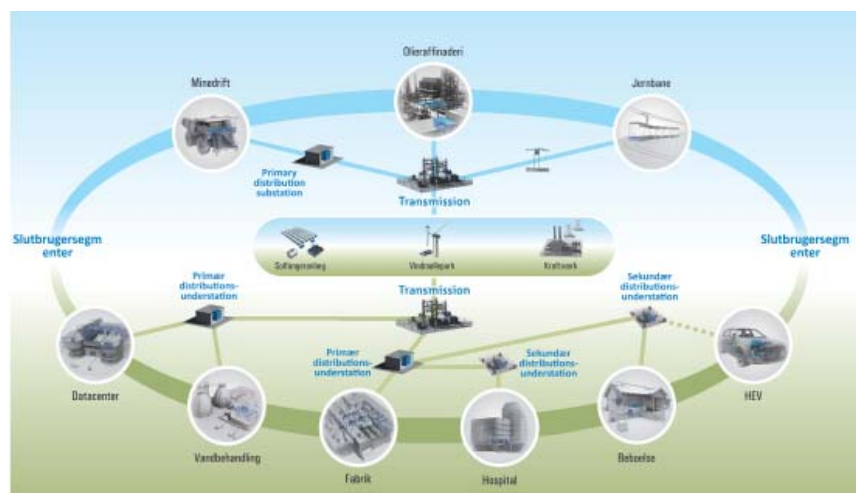 Olieraffinaderi
Minedrift
Jernbane
Primary
distribution
substation
Transmission
Slutbrugersegm
enter
Slutbrugersegm
enter
Solfangeranlæg
Vindmøllepark
Kraftværk
Primær
distributions-
understation
Transmission
Sekundær
distributions-
understation
Primær
distributions-
understation
Sekundær
distributions-
understation
Datacenter
HEV
Vandbehandling
Fabrik
Hospital
Beboelse